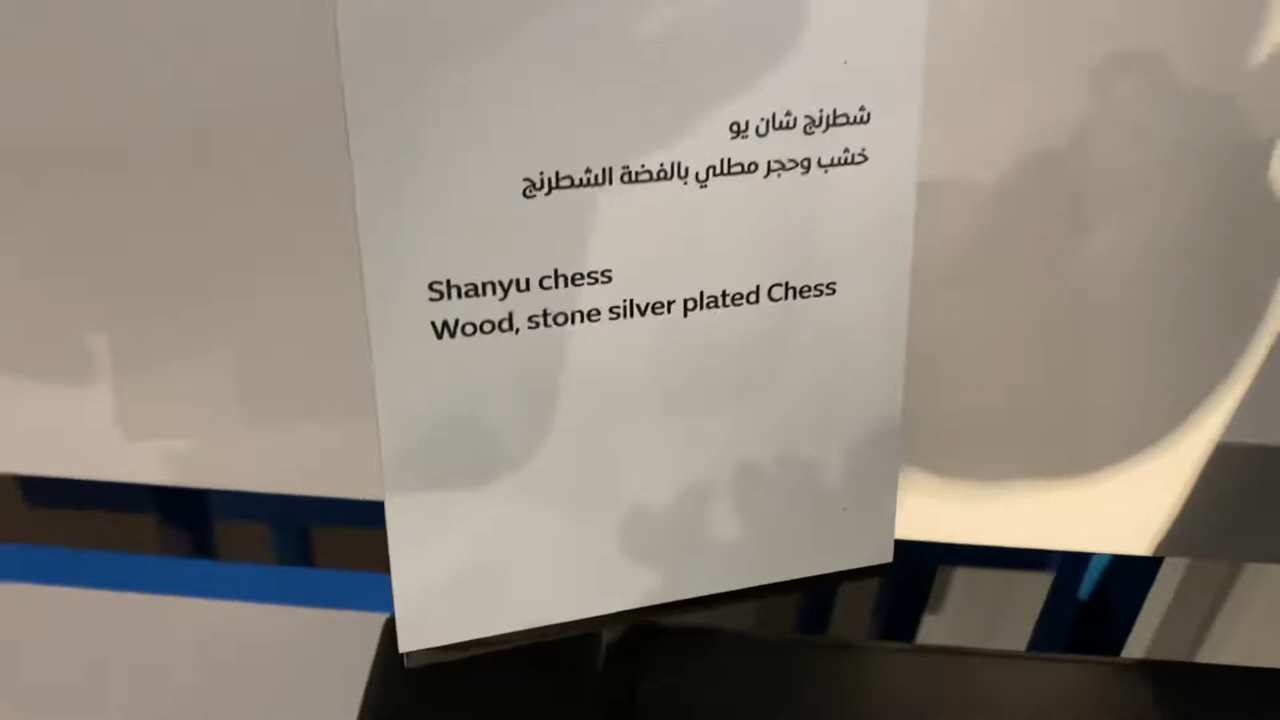 شطرنج شان يو
خشب وحجر مطلي بالفضة الشطرنج
Shanyu chess
Wood, stone silver plated Chess